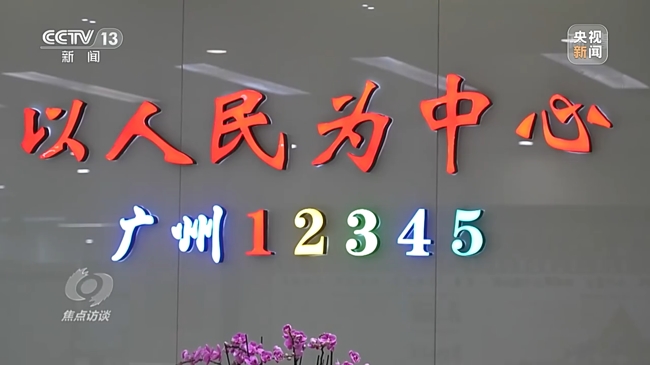 CCTV 13
新闻
央视
新闻
以人民为中心
广州12345
焦点访谈